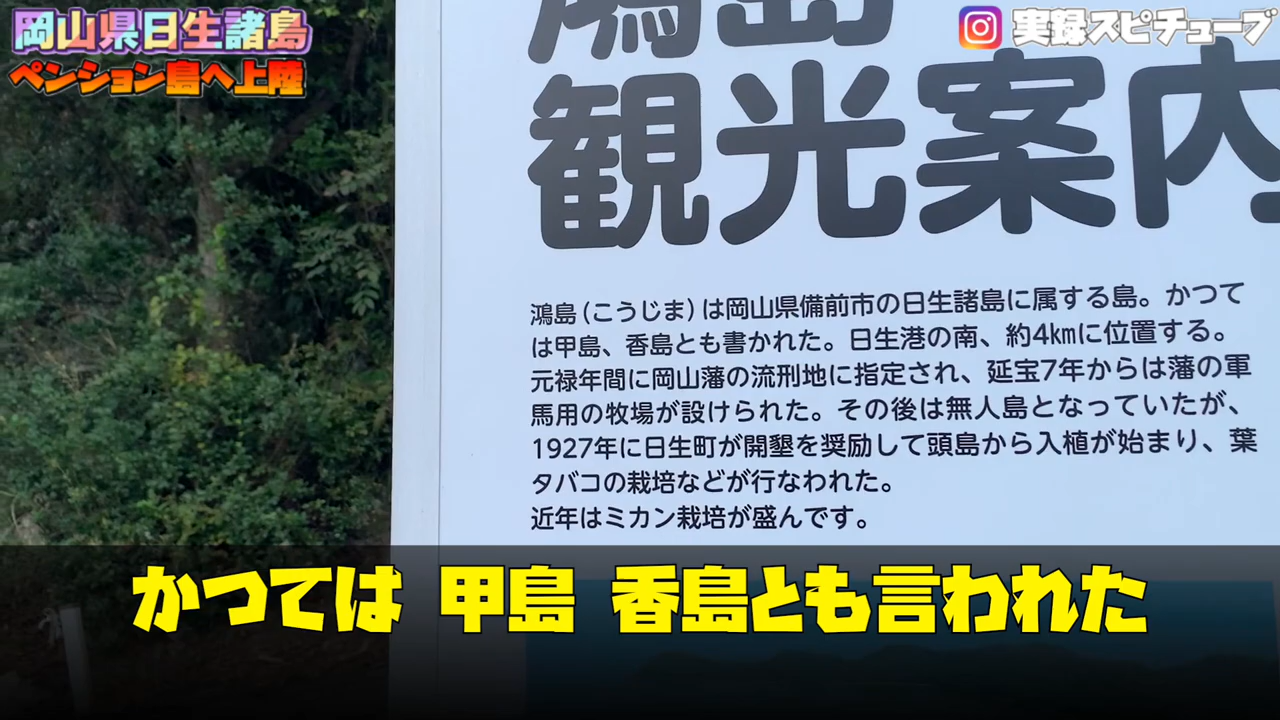 岡山県日生諸島
ペンション島へ上陸
実録スピチューブ
鴻島
観光案内
鴻島(こうじま)は岡山県備前市の日生諸島に属する島。かつて
は甲島、香島とも書かれた。日生港の南、約4㎞に位置する。
元禄年間に岡山藩の流刑地に指定され、延宝7年からは藩の軍
馬用の牧場が設けられた。その後は無人島となっていたが、
1927年に日生町が開墾を奨励して頭島から入植が始まり、葉
タバコの栽培などが行なわれた。
近年はミカン栽培が盛んです。
かつては 甲島 香島とも言われた